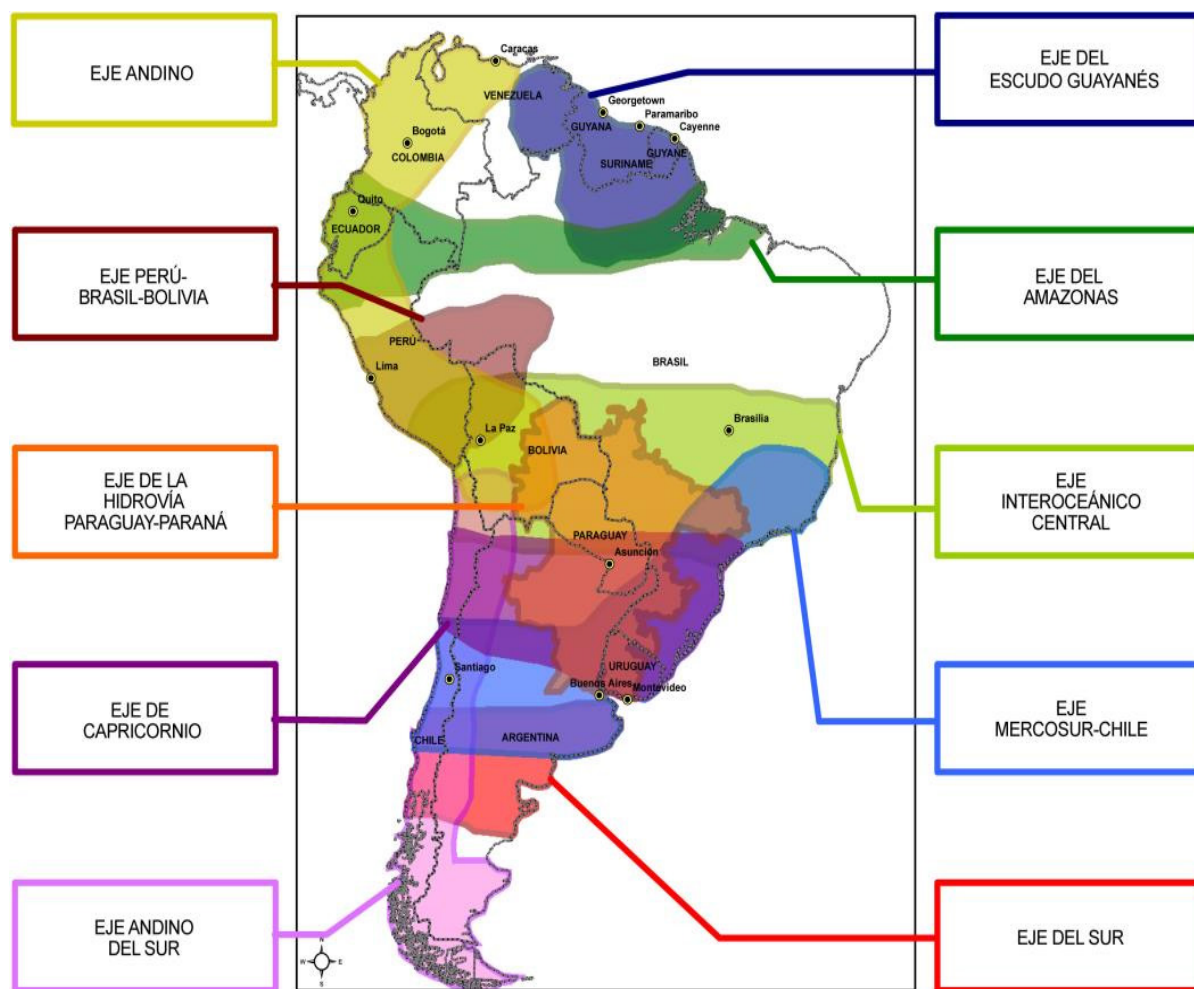 EJE ANDINO
EJE PERÚ-
BRASIL-BOLIVIA
EJE DE LA
HIDROVÍA
PARAGUAY-PARANÁ
EJE DE
CAPRICORNIO
EJE ANDINO
DEL SUR
Caracas
VENEZUELA
Georgetown
GUYANA
Paramaribo
Cayenne
GUYANE
SURINAME
Bogotá
COLOMBIA
Quito
ECUADOR
PERÚ
Lima
BRASIL
Brasilia
La Paz
BOLIVIA
PARAGUAY
Asunción
URUGUAY
Santiago
Buenos Aires
Montevideo
CHILE
ARGENTINA
N
W
E
S
EJE DEL
ESCUDO GUAYANÉS
EJE DEL
AMAZONAS
EJE
INTEROCEÁNICO
CENTRAL
EJE
MERCOSUR-CHILE
EJE DEL SUR